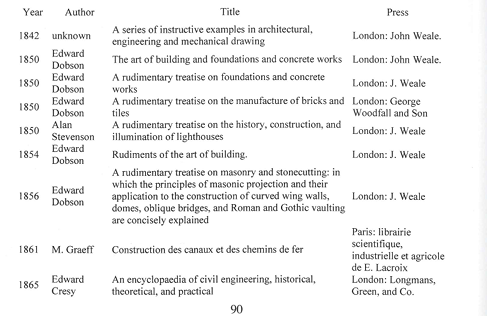 Year Author Title Press
1842 unknown A series of instructive examples in architectural, engineering and mechanical drawing London: John Weale.
1850 Edward Dobson The art of building and foundations and concrete works London: John Weale.
1850 Edward Dobson A rudimentary treatise on foundations and concrete works London: J. Weale
1850 Edward Dobson A rudimentary treatise on the manufacture of bricks and tiles London: George Woodfall and Son
1850 Alan Stevenson A rudimentary treatise on the history, construction, and illumination of lighthouses London: J. Weale
1854 Edward Dobson Rudiments of the art of building. London: J. Weale
1856 Edward Dobson A rudimentary treatise on masonry and stonecutting: in which the principles of masonic projection and their application to the construction of curved wing walls, domes, oblique bridges, and Roman and Gothic vaulting are concisely explained London: J. Weale
1861 M. Graeff Construction des canaux et des chemins de fer Paris: librairie scientifique, industrielle et agricole de E. Lacroix
1865 Edward Cresy An encyclopaedia of civil engineering, historical, theoretical, and practical London: Longmans, Green, and Co.
90